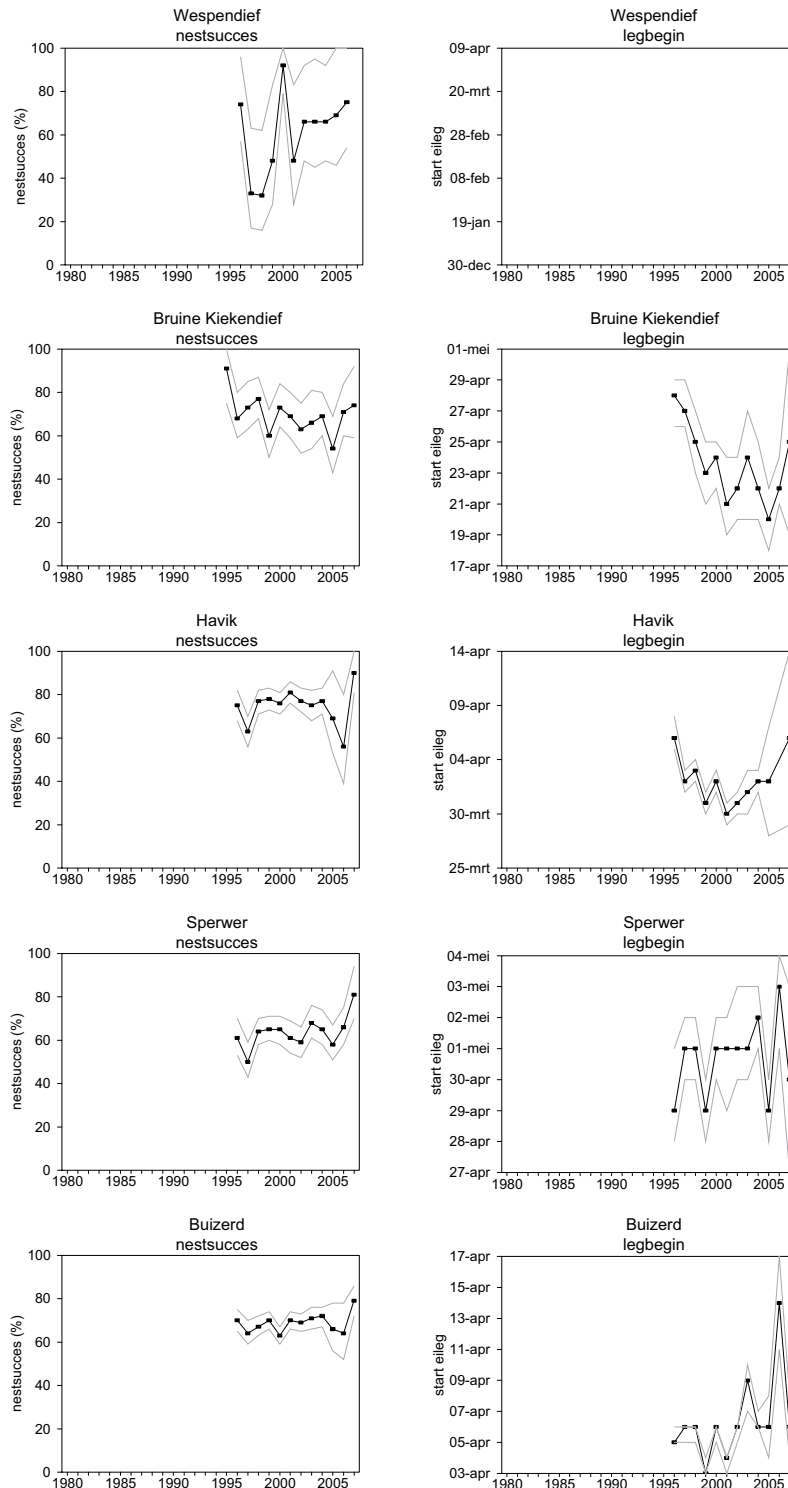 Wespendief
nestsucces
100
80
60
40
20
0
nestsucces (%)
1980 1985 1990 1995 2000 2005
Wespendief
legbegin
09-apr
20-mrt
28-feb
08-feb
19-jan
30-dec
start eileg
1980 1985 1990 1995 2000 2005
Bruine Kiekendief
nestsucces
100
80
60
40
20
0
nestsucces (%)
1980 1985 1990 1995 2000 2005
Bruine Kiekendief
legbegin
01-mei
29-apr
27-apr
25-apr
23-apr
21-apr
19-apr
17-apr
start eileg
1980 1985 1990 1995 2000 2005
Havik
nestsucces
100
80
60
40
20
0
nestsucces (%)
1980 1985 1990 1995 2000 2005
Havik
legbegin
14-apr
09-apr
04-apr
30-mrt
25-mrt
start eileg
1980 1985 1990 1995 2000 2005
Sperwer
nestsucces
100
80
60
40
20
0
nestsucces (%)
1980 1985 1990 1995 2000 2005
Sperwer
legbegin
04-mei
03-mei
02-mei
01-mei
30-apr
29-apr
28-apr
27-apr
start eileg
1980 1985 1990 1995 2000 2005
Buizerd
nestsucces
100
80
60
40
20
0
nestsucces (%)
1980 1985 1990 1995 2000 2005
Buizerd
legbegin
17-apr
15-apr
13-apr
11-apr
09-apr
07-apr
05-apr
03-apr
start eileg
1980 1985 1990 1995 2000 2005